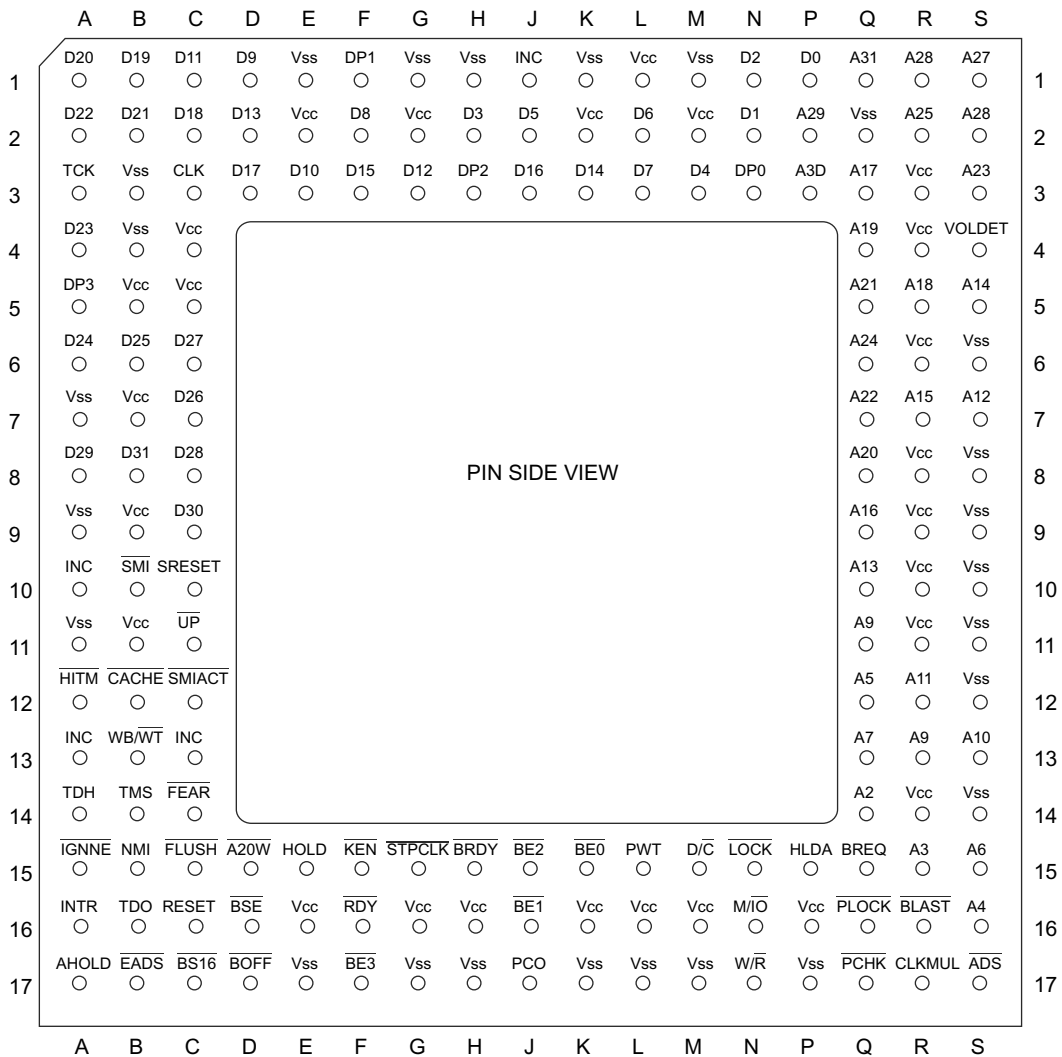 A B C D E F G H J K L M N P Q R S
D20 D19 D11 D9 Vss DP1 Vss Vss INC Vss Vcc Vss D2 D0 A31 A28 A27
1 1
D22 D21 D18 D13 Vcc D8 Vcc D3 D5 Vcc D6 Vcc D1 A29 Vss A25 A28
2 2
TCK Vss CLK D17 D10 D15 D12 DP2 D16 D14 D7 D4 DP0 A3D A17 Vcc A23
3 3
D23 Vss Vcc A19 Vcc VOLDET
4 4
DP3 Vcc Vcc A21 A18 A14
5 5
D24 D25 D27 A24 Vcc Vss
6 6
Vss Vcc D26 A22 A15 A12
7 7
D29 D31 D28 A20 Vcc Vss
PIN SIDE VIEW
8 8
Vss Vcc D30 A16 Vcc Vss
9 9
INC SMI SRESET A13 Vcc Vss
10 10
Vss Vcc UP A9 Vcc Vss
11 11
HITM CACHE SMIACT A5 A11 Vss
12 12
INC WB/WT INC A7 A9 A10
13 13
TDH TMS FEAR A2 Vcc Vss
14 14
IGNNE NMI FLUSH A20W HOLD KEN STPCLK BRDY BE2 BE0 PWT D/C LOCK HLDA BREQ A3 A6
15 15
INTR TDO RESET BSE Vcc RDY Vcc Vcc BE1 Vcc Vcc Vcc M/IO Vcc PLOCK BLAST A4
16 16
AHOLD EADS BS16 BOFF Vss BE3 Vss Vss PCO Vss Vss Vss W/R Vss PCHK CLKMUL ADS
17 17
A B C D E F G H J K L M N P Q R S